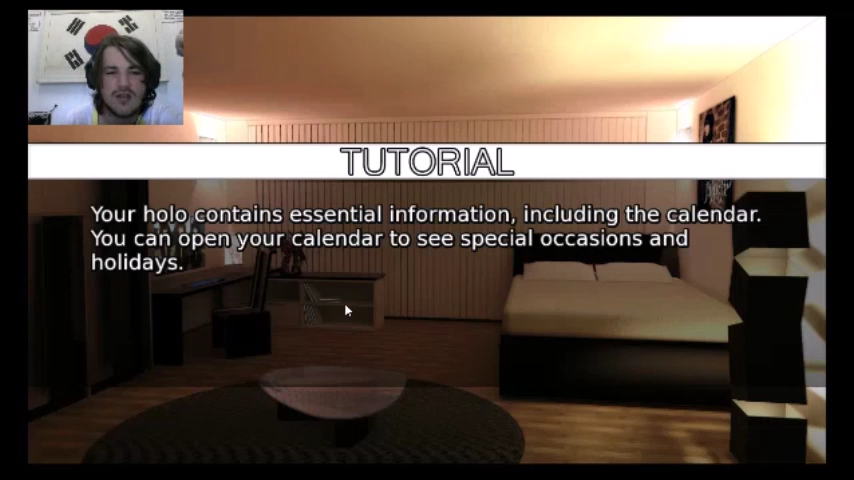 TUTORIAL
Your holo contains essential information, including the calendar.
You can open your calendar to see special occasions and
holidays.